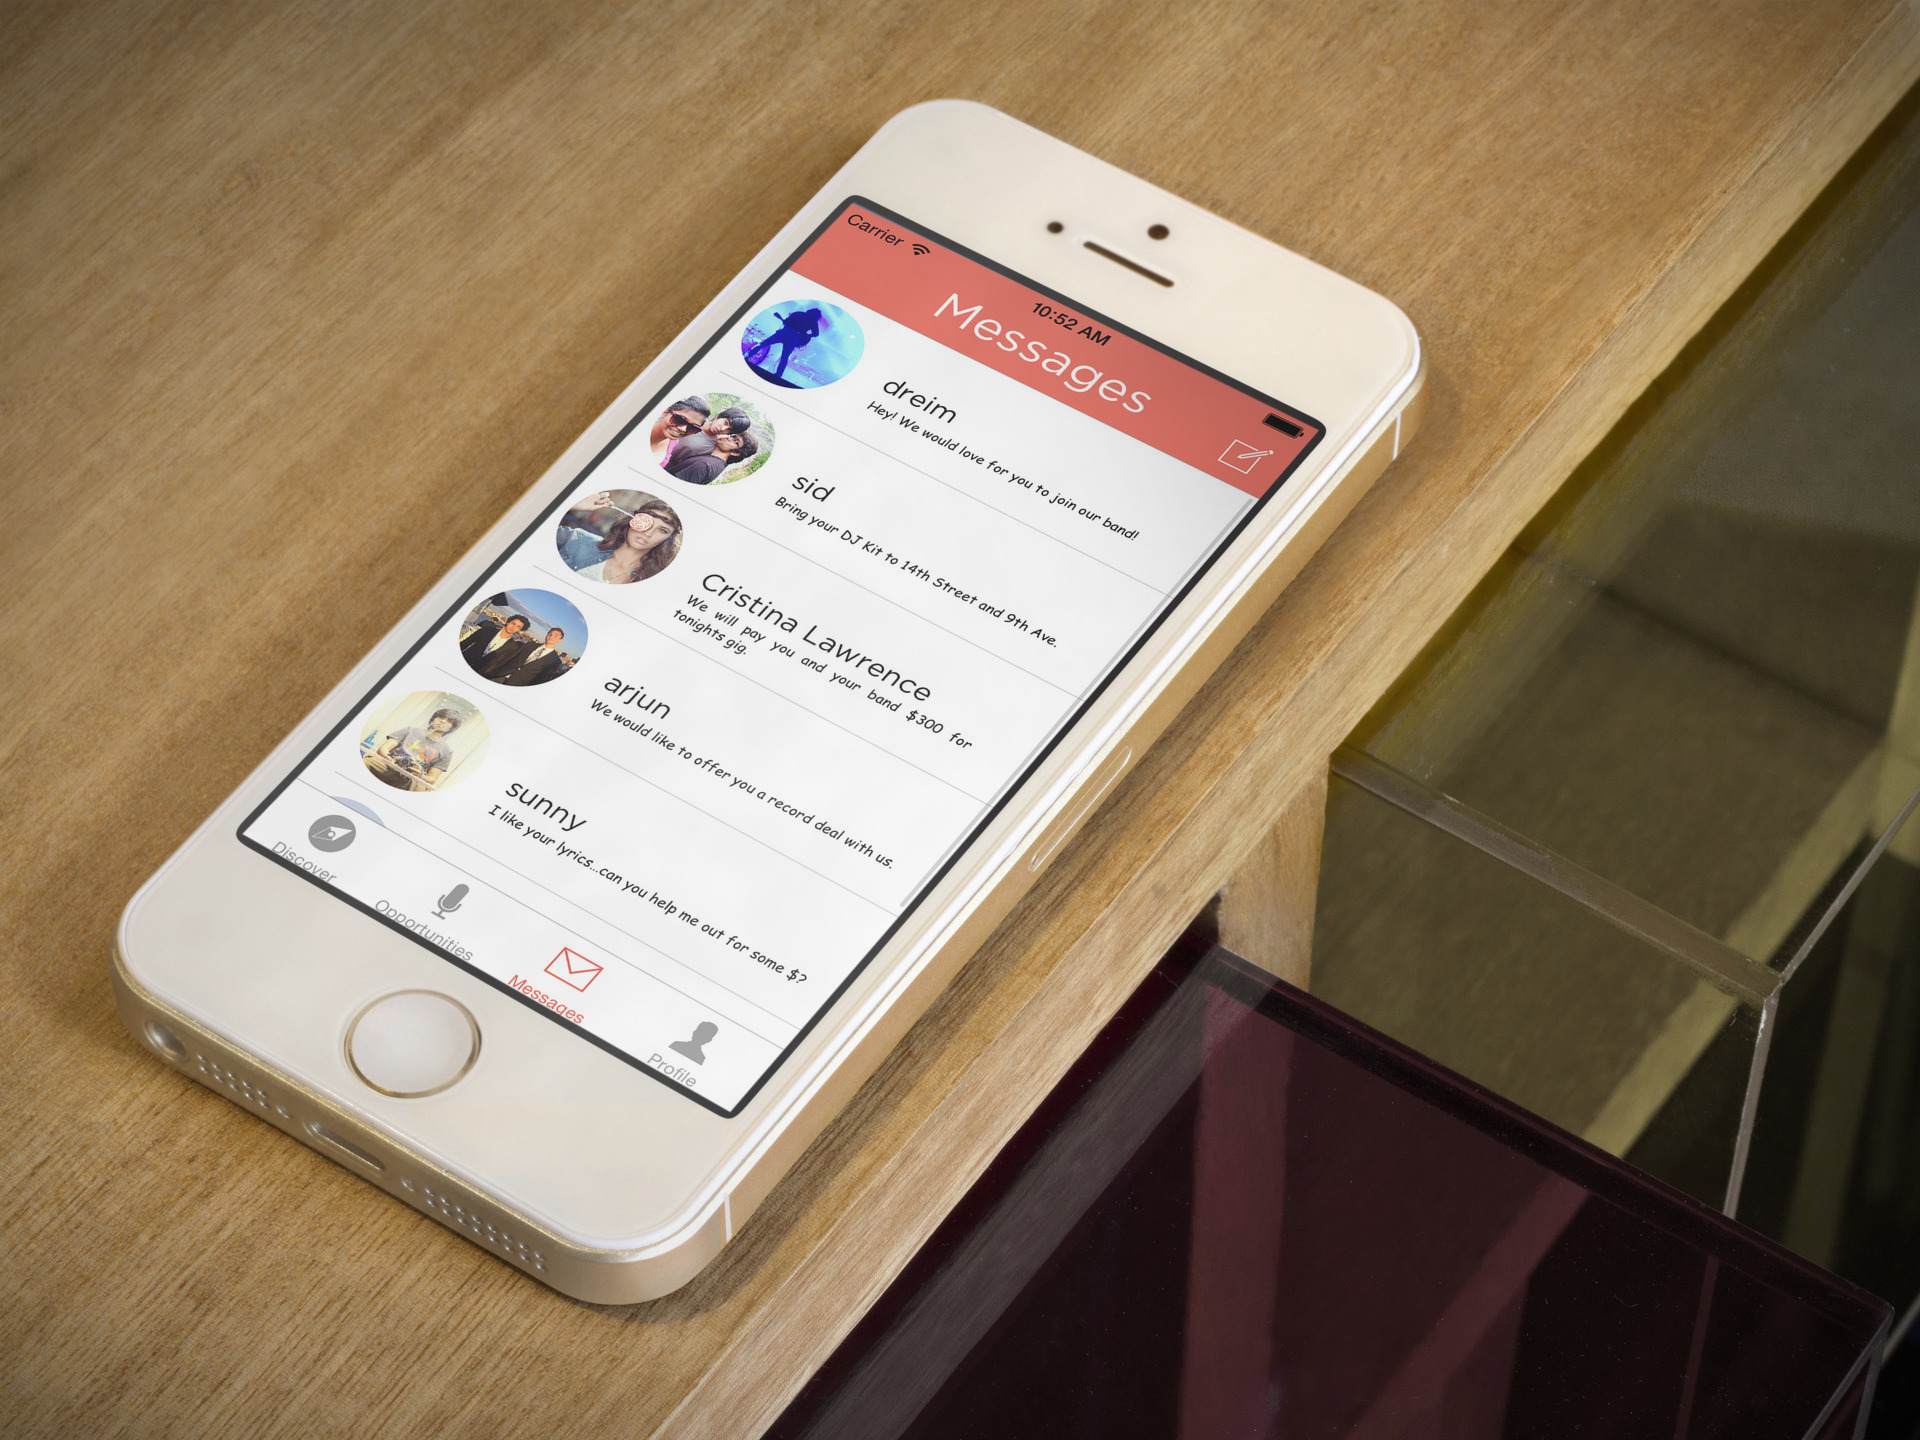 Carrier
10:52 AM
Messages
dreim
Hey! We would love for you to join our band!
sid
Bring your DJ Kit to 14th Street and 9th Ave.
Cristina Lawrence
We will pay you and your band $300 for
tonights gig.
arjun
We would like to offer you a record deal with us.
sunny
I like your lyrics...can you help me out for some $?
Discover
Opportunities
Messages
Profile